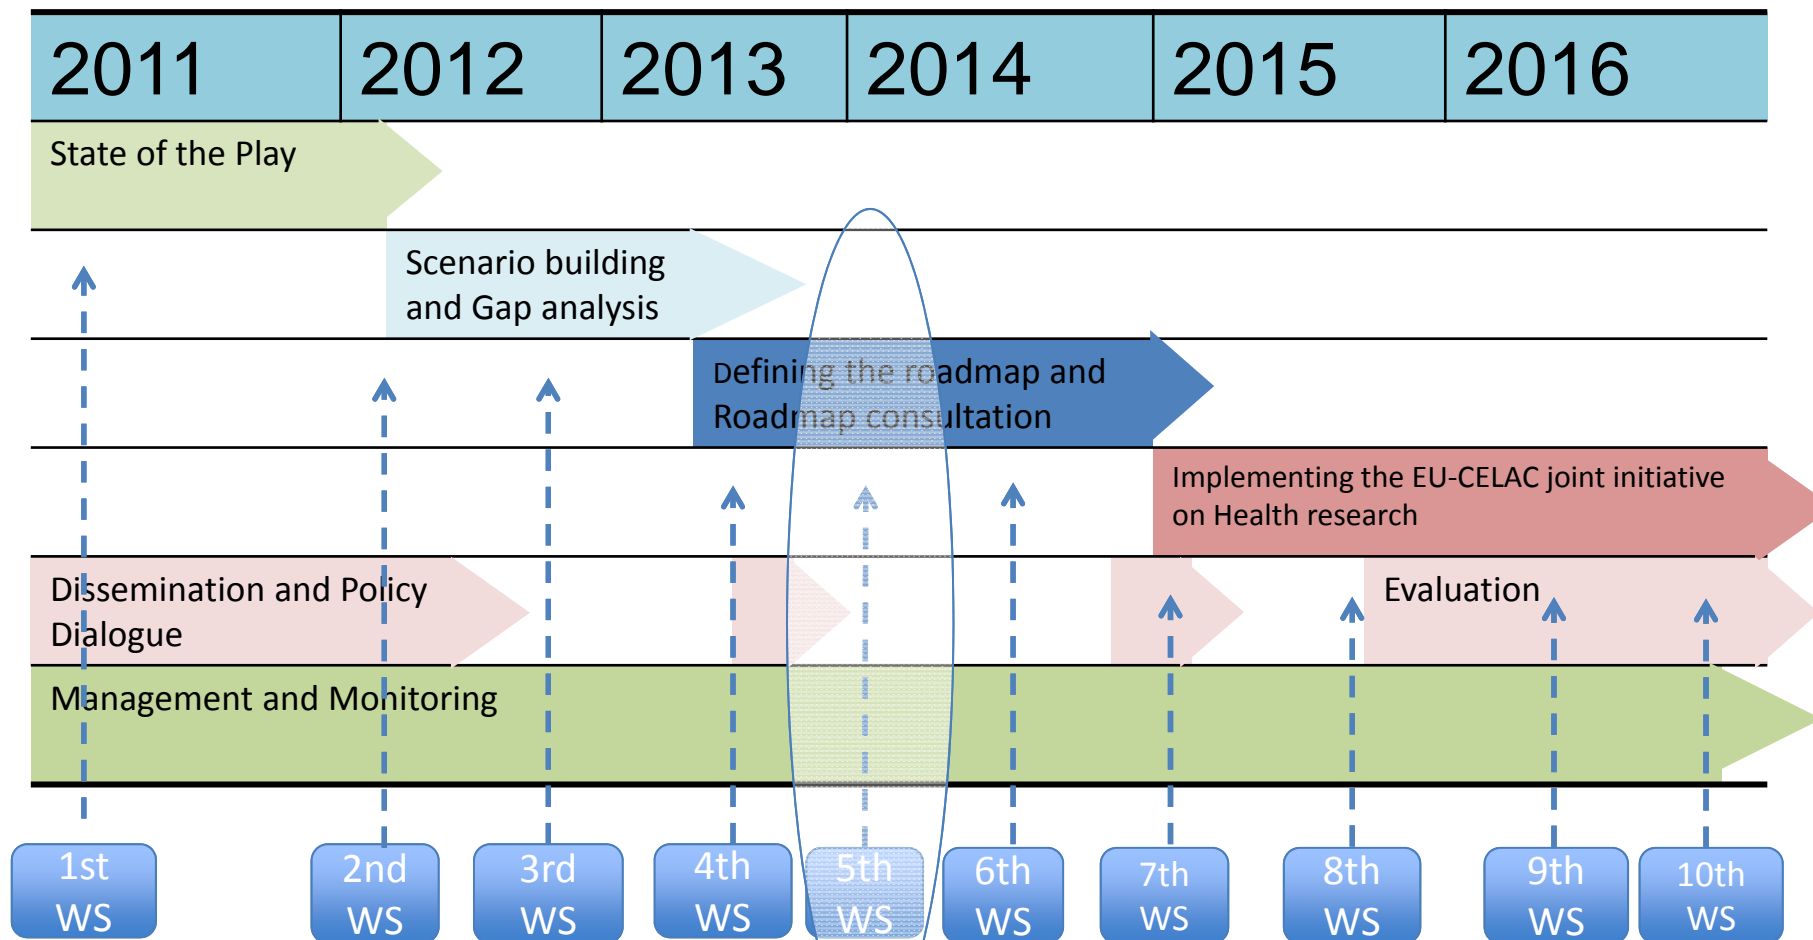 2011 2012 2013 2014 2015 2016
State of the Play
Scenario building
and Gap analysis
Defining the roadmap and
Roadmap consultation
Implementing the EU-CELAC joint initiative
on Health research
Dissemination and Policy
Dialogue
Evaluation
Management and Monitoring
1st
WS
2nd
WS
3rd
WS
4th
WS
5th
WS
6th
WS
7th
WS
8th
WS
9th
WS
10th
WS